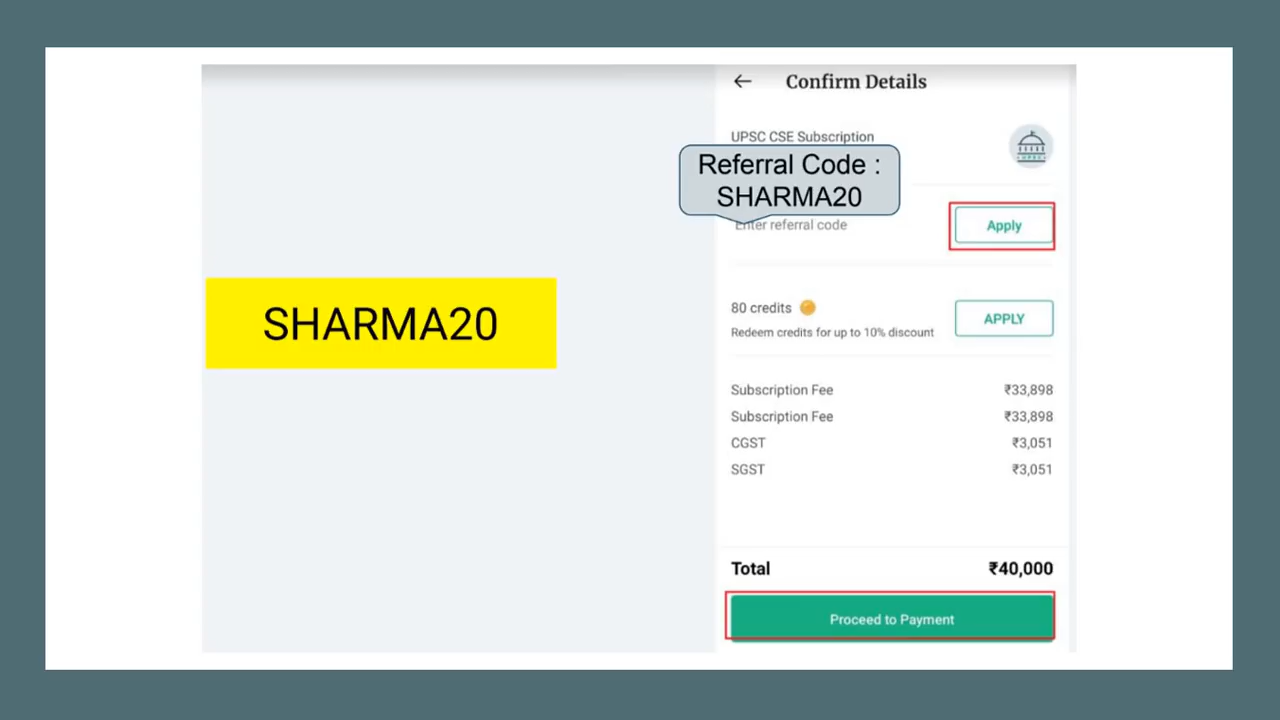 Confirm Details
UPSC CSE Subscription
Referral Code :
SHARMA20
Enter referral code
Apply
SHARMA20
80 credits
Redeem credits for up to 10% discount
APPLY
Subscription Fee ₹33,898
Subscription Fee ₹33,898
CGST ₹3,051
SGST ₹3,051
Total ₹40,000
Proceed to Payment